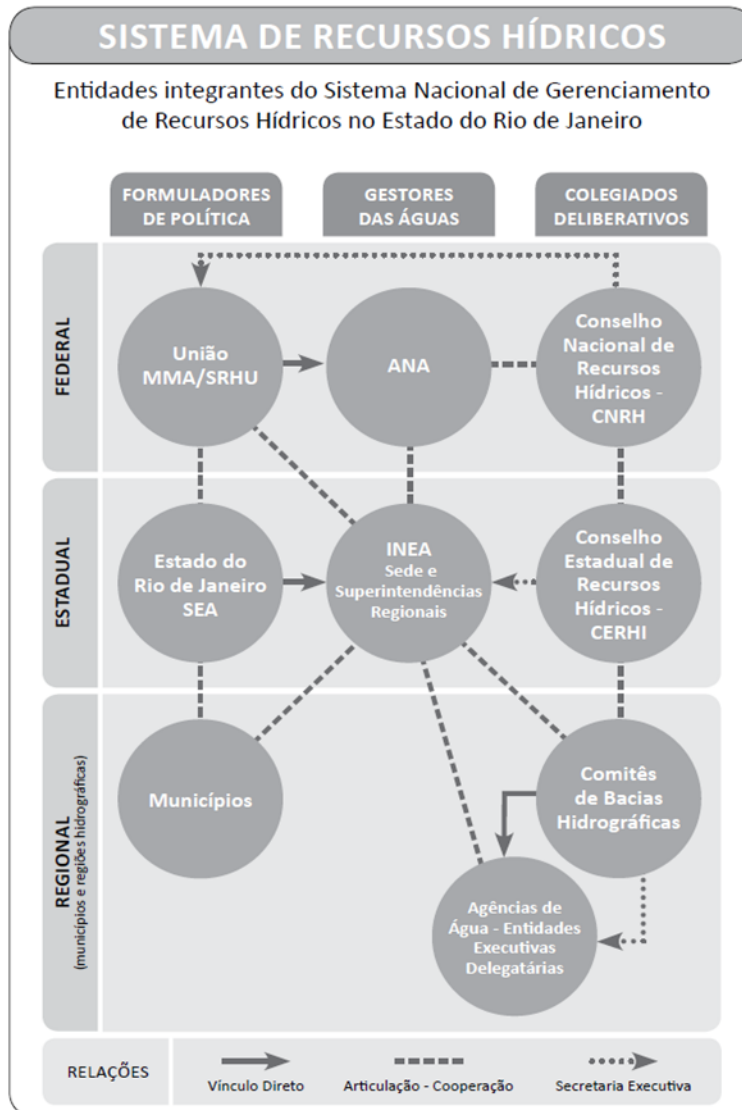 SISTEMA DE RECURSOS HÍDRICOS
Entidades integrantes do Sistema Nacional de Gerenciamento
de Recursos Hídricos no Estado do Rio de Janeiro
FORMULADORES
DE POLÍTICA
GESTORES
DAS ÁGUAS
COLEGIADOS
DELIBERATIVOS
FEDERAL
União
MMA/SRHU
ANA
Conselho
Nacional de
Recursos
Hídricos -
CNRH
ESTADUAL
Estado do
Rio de Janeiro
SEA
INEA
Sede e
Superintendências
Regionais
Conselho
Estadual de
Recursos
Hídricos -
CERHI
REGIONAL
(municípios e regiões hidrográficas)
Municípios
Comitês
de Bacias
Hidrográficas
Agências de
Água - Entidades
Executivas
Delegatárias
RELAÇÕES
Vínculo Direto
Articulação - Cooperação
Secretaria Executiva